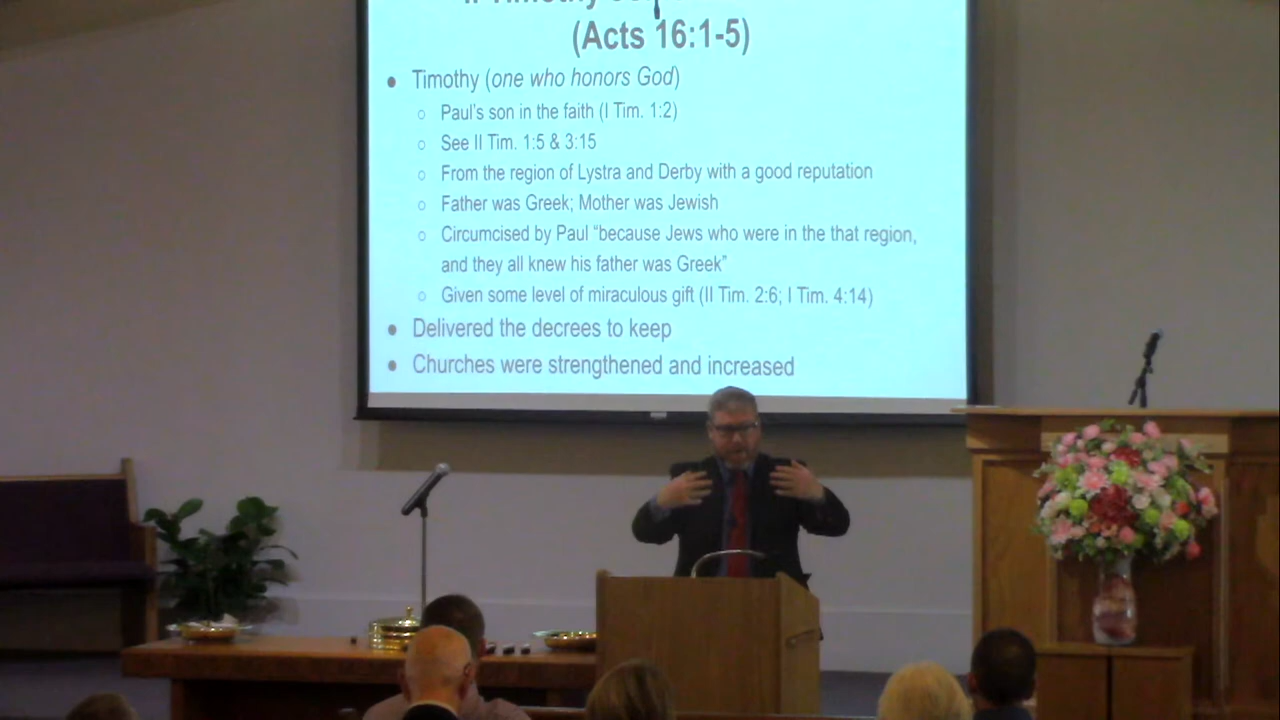 (Acts 16:1-5)
● Timothy (one who honors God)
○ Paul's son in the faith (I Tim. 1:2)
○ See II Tim. 1:5 & 3:15
○ From the region of Lystra and Derby with a good reputation
○ Father was Greek; Mother was Jewish
○ Circumcised by Paul “because Jews who were in the that region,
and they all knew his father was Greek”
○ Given some level of miraculous gift (II Tim. 2:6; I Tim. 4:14)
● Delivered the decrees to keep
● Churches were strengthened and increased